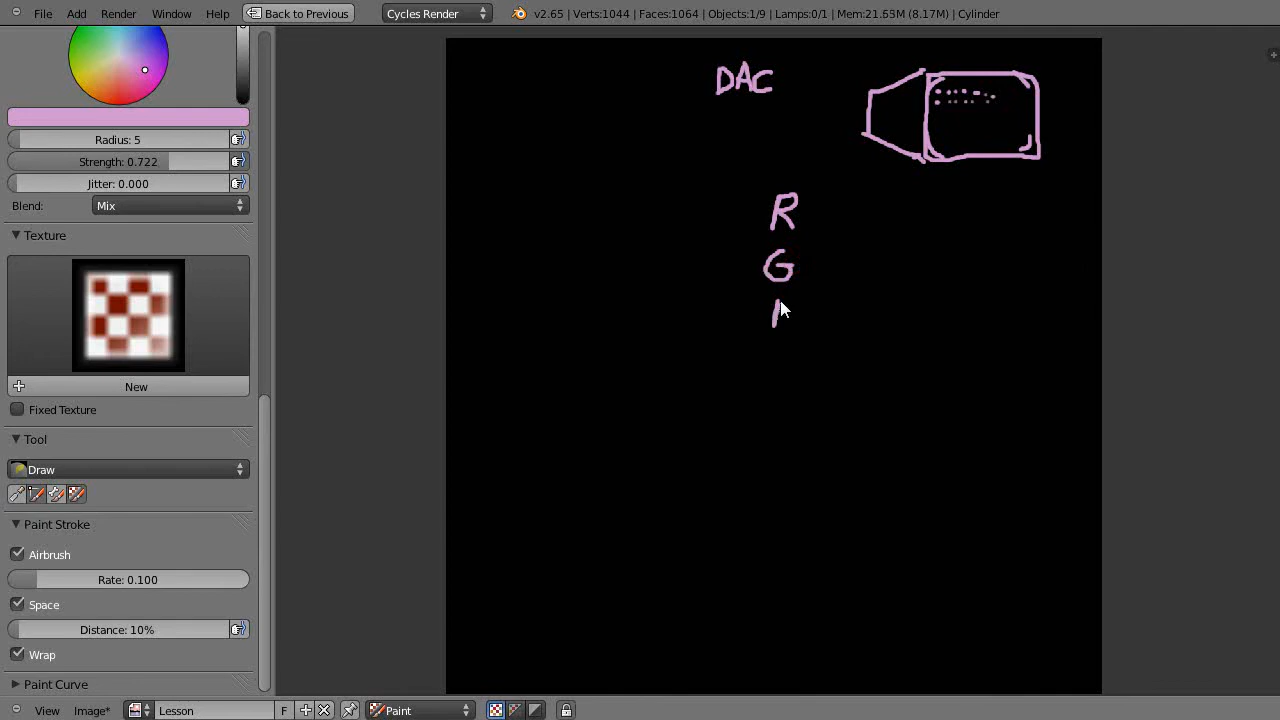 File Add Render Window Help Back to Previous Cycles Render v2.65 | Verts:1044 | Faces:1064 | Objects:1/9 | Lamps:0/1 | Mem:21.53M (8.17M) | Cylinder
DAC
Radius: 5
Strength: 0.722
Jitter: 0.000
Blend: Mix
R
Texture
G
New
Fixed Texture
Tool
Draw
Paint Stroke
Airbrush
Rate: 0.100
Space
Distance: 10%
Wrap
Paint Curve
View Image* Lesson F Paint